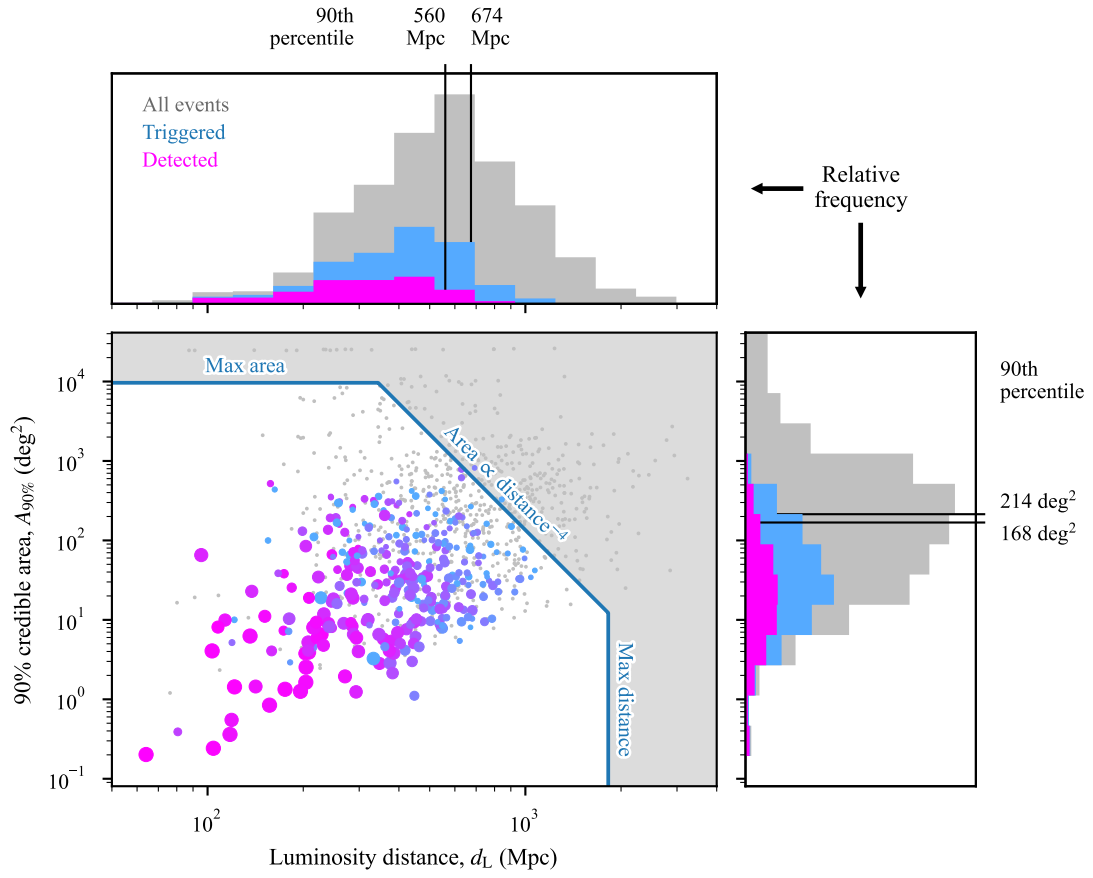 90th
percentile
560
Mpc
674
Mpc
All events
Triggered
Detected
Relative
frequency
Max area
Area ∝ distance⁻⁴
Max distance
90% credible area, A₉₀% (deg²)
10⁴
10³
10²
10¹
10⁰
10⁻¹
10²
10³
Luminosity distance, d_L (Mpc)
90th
percentile
214 deg²
168 deg²